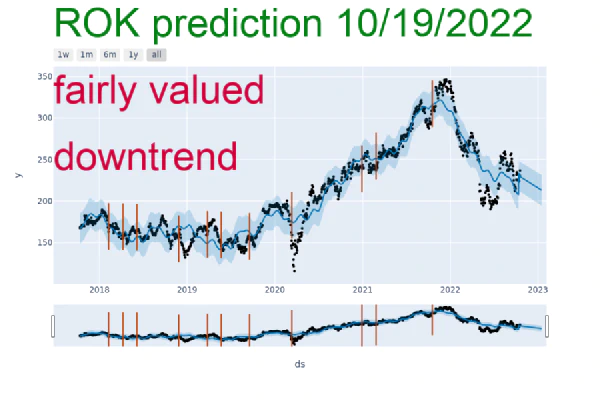 ROK prediction 10/19/2022
1w 1m 6m 1y all
350
fairly valued
300
250
downtrend
y
200
150
2018 2019 2020 2021 2022 2023
ds